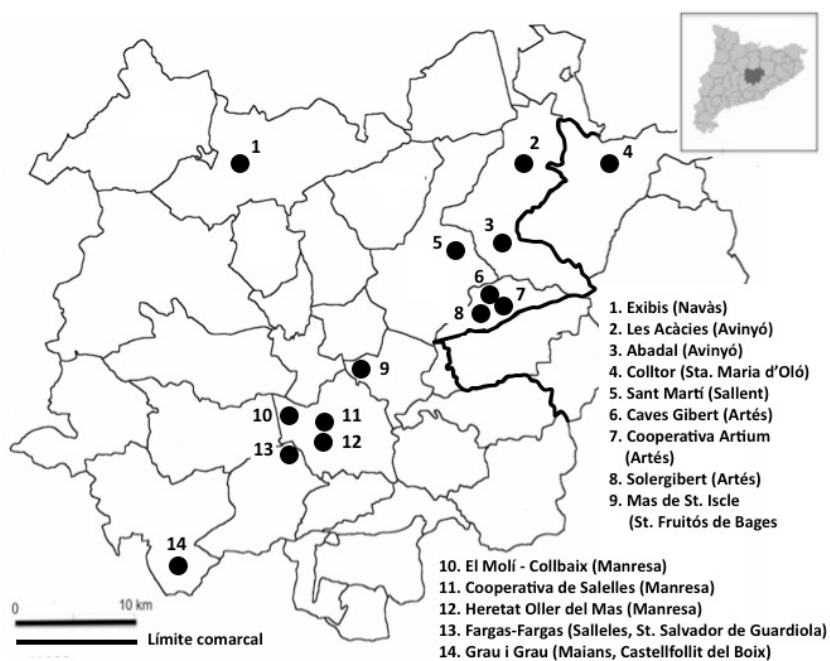 1
2
4
3
5
6
7
8
9
10
11
12
13
14
1. Exibis (Navàs)
2. Les Acàcies (Avinyó)
3. Abadal (Avinyó)
4. Colltor (Sta. Maria d’Oló)
5. Sant Martí (Sallent)
6. Caves Gibert (Artés)
7. Cooperativa Artium
(Artés)
8. Solergibert (Artés)
9. Mas de St. Iscle
(St. Fruitós de Bages
10. El Molí - Collbaix (Manresa)
11. Cooperativa de Salelles (Manresa)
12. Heretat Oller del Mas (Manresa)
13. Fargas-Fargas (Salleles, St. Salvador de Guardiola)
14. Grau i Grau (Maians, Castellfollit del Boix)
0 10 km
Límite comarcal